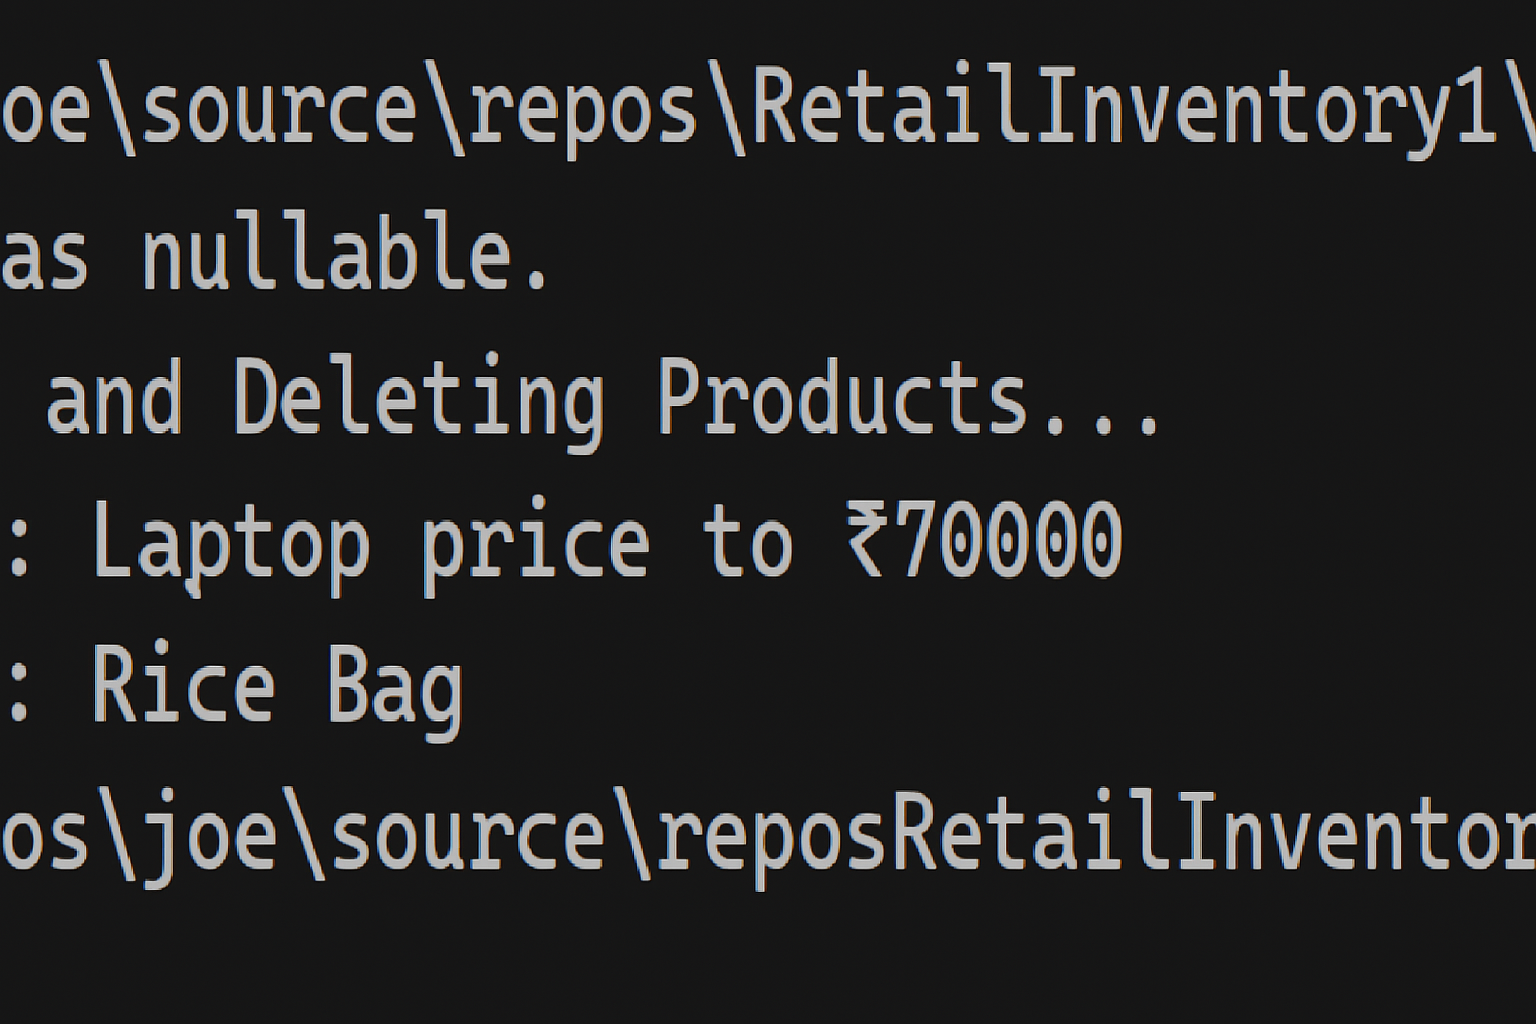 oe\source\repos\RetailInventory1\
as nullable.
and Deleting Products...
: Laptop price to ₹70000
: Rice Bag
os\joe\source\reposRetailInventor